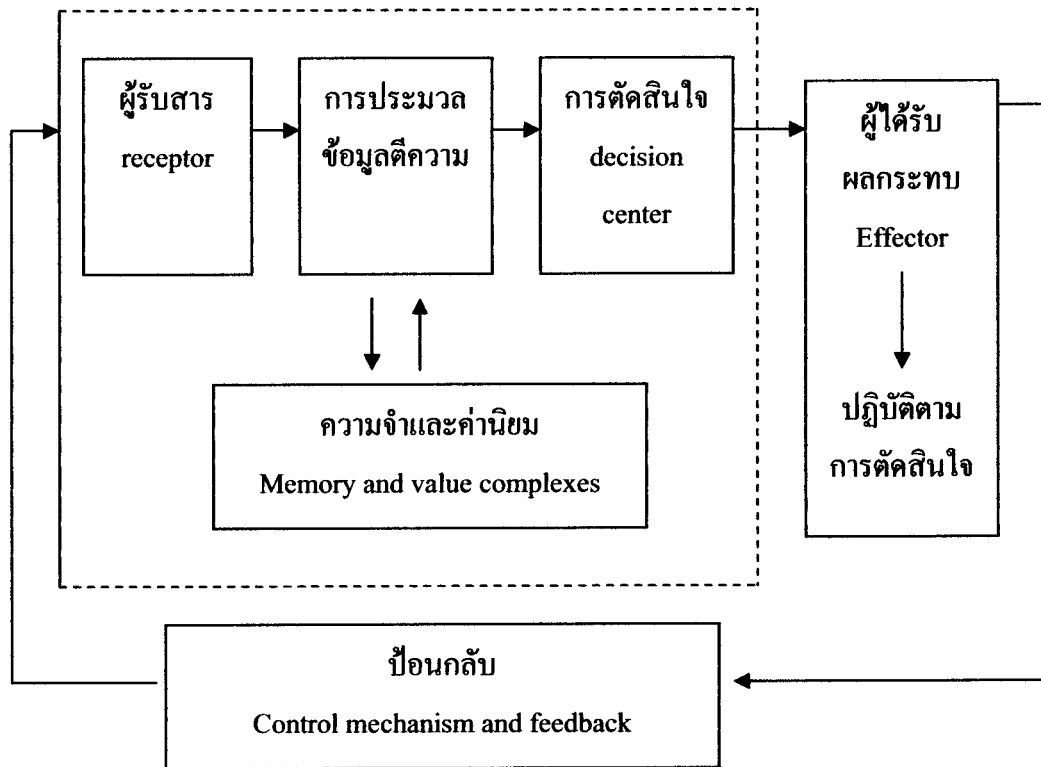 ผู้รับสาร
receptor
การประมวล
ข้อมูลตีความ
การตัดสินใจ
decision
center
ผู้ได้รับ
ผลกระทบ
Effector
ปฏิบัติตาม
การตัดสินใจ
ความจำและค่านิยม
Memory and value complexes
ป้อนกลับ
Control mechanism and feedback